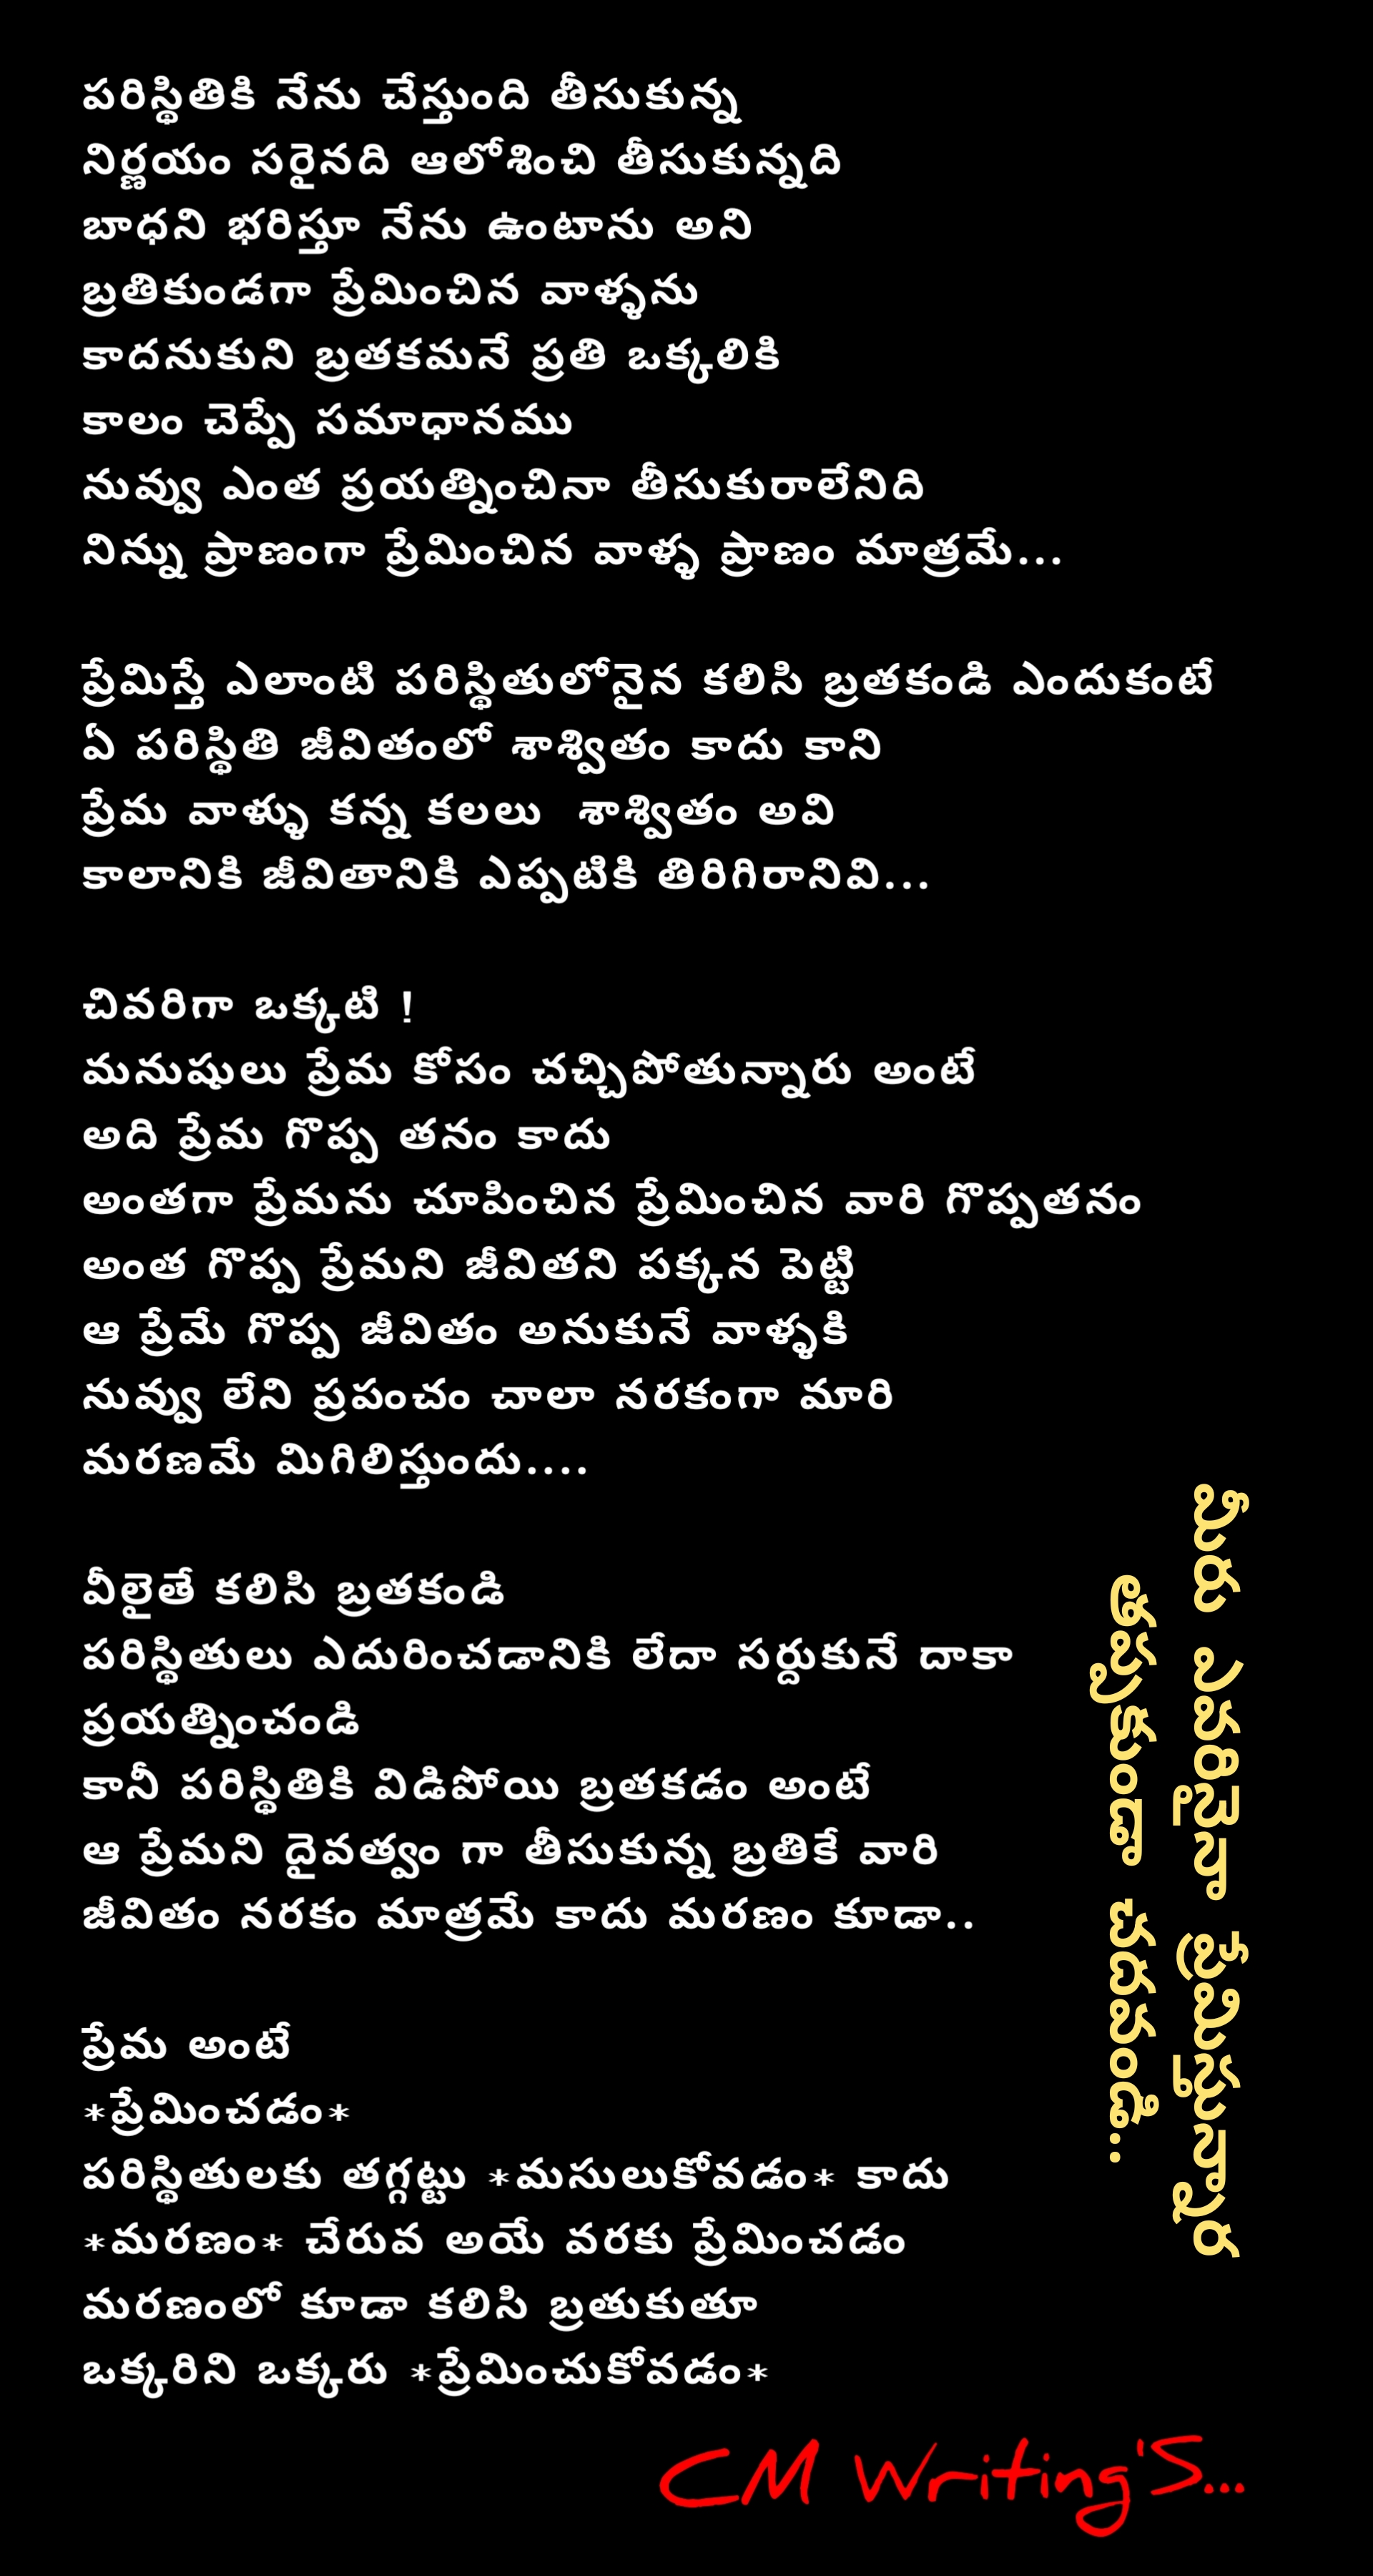 పరిస్థితికి నేను చేస్తుంది తీసుకున్న
నిర్ణయం సరైనది ఆలోశించి తీసుకున్నది
బాధని భరిస్తూ నేను ఉంటాను అని
బ్రతికుండగా ప్రేమించిన వాళ్ళను
కాదనుకుని బ్రతకమనే ప్రతి ఒక్కలికి
కాలం చెప్పే సమాధానము
నువ్వు ఎంత ప్రయత్నించినా తీసుకురాలేనిది
నిన్ను ప్రాణంగా ప్రేమించిన వాళ్ళ ప్రాణం మాత్రమే...

ప్రేమిస్తే ఎలాంటి పరిస్థితులోనైన కలిసి బ్రతకండి ఎందుకంటే
ఏ పరిస్థితి జీవితంలో శాశ్వితం కాదు కాని
ప్రేమ వాళ్ళు కన్న కలలు  శాశ్వితం అవి
కాలానికి జీవితానికి ఎప్పటికి తిరిగిరానివి...

చివరిగా ఒక్కటి !
మనుషులు ప్రేమ కోసం చచ్చిపోతున్నారు అంటే
అది ప్రేమ గొప్ప తనం కాదు
అంతగా ప్రేమను చూపించిన ప్రేమించిన వారి గొప్పతనం
అంత గొప్ప ప్రేమని జీవితని పక్కన పెట్టి
ఆ ప్రేమే గొప్ప జీవితం అనుకునే వాళ్ళకి
నువ్వు లేని ప్రపంచం చాలా నరకంగా మారి
మరణమే మిగిలిస్తుందు....

వీలైతే కలిసి బ్రతకండి
పరిస్థితులు ఎదురించడానికి లేదా సర్దుకునే దాకా
ప్రయత్నించండి
కానీ పరిస్థితికి విడిపోయి బ్రతకడం అంటే
ఆ ప్రేమని దైవత్వం గా తీసుకున్న బ్రతికే వారి
జీవితం నరకం మాత్రమే కాదు మరణం కూడా..

ప్రేమ అంటే
*ప్రేమించడం*
పరిస్థితులకు తగ్గట్టు *మసులుకోవడం* కాదు
*మరణం* చేరువ అయే వరకు ప్రేమించడం
మరణంలో కూడా కలిసి బ్రతుకుతూ
ఒక్కరిని ఒక్కరు *ప్రేమించుకోవడం*

మీరు ఎవరినైనా ప్రేమిస్తున్నార
తప్పకుండా చదవండి..

CM Writing'S...